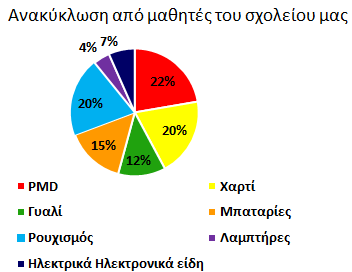 Ανακύκλωση από μαθητές του σχολείου μας
4% 7%
22%
20%
20%
15%
12%
PMD Χαρτί
Γυαλί Μπαταρίες
Ρουχισμός Λαμπτήρες
Ηλεκτρικά Ηλεκτρονικά είδη